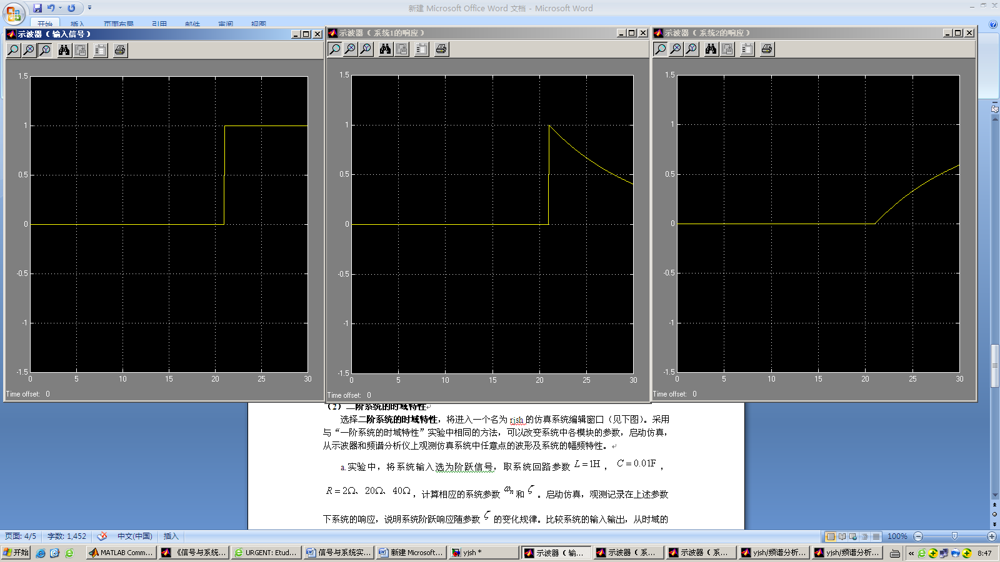 新建 Microsoft Office Word 文档 - Microsoft Word
开始 插入 页面布局 引用 邮件 审阅 视图
示波器（输入信号）
1.5
1
0.5
0
-0.5
-1
-1.5
0 5 10 15 20 25 30
Time offset: 0
示波器（系统1的响应）
1.5
1
0.5
0
-0.5
-1
-1.5
0 5 10 15 20 25 30
Time offset: 0
示波器（系统2的响应）
1.5
1
0.5
0
-0.5
-1
-1.5
0 5 10 15 20 25 30
Time offset: 0
（2）二阶系统的时域特性
选择二阶系统的时域特性，将进入一个名为 rjsh 的仿真系统编辑窗口（见下图）。采用
与“一阶系统的时域特性”实验中相同的方法，可以改变系统中各模块的参数，启动仿真，
从示波器和频谱分析仪上观测仿真系统中任意点的波形及系统的幅频特性。
a.实验中，将系统输入选为阶跃信号，取系统回路参数 L=1H ， C=0.01F ，
R=2Ω、20Ω、40Ω ，计算相应的系统参数 ωn 和 ζ 。启动仿真，观测记录在上述参数
下系统的响应，说明系统阶跃响应随参数 ζ 的变化规律。比较系统的输入输出，从时域的
页面: 4/5 字数: 1,452 中文(中国) 插入 100%
开始 MATLAB Comm... 《信号与系统... URGENT: Etud... 信号与系统实... 新建 Microsoft... yjsh * 示波器（ 输... 示波器（ 系... 示波器（ 系... yjsh/频谱分析... yjsh/频谱分析... « 8:47